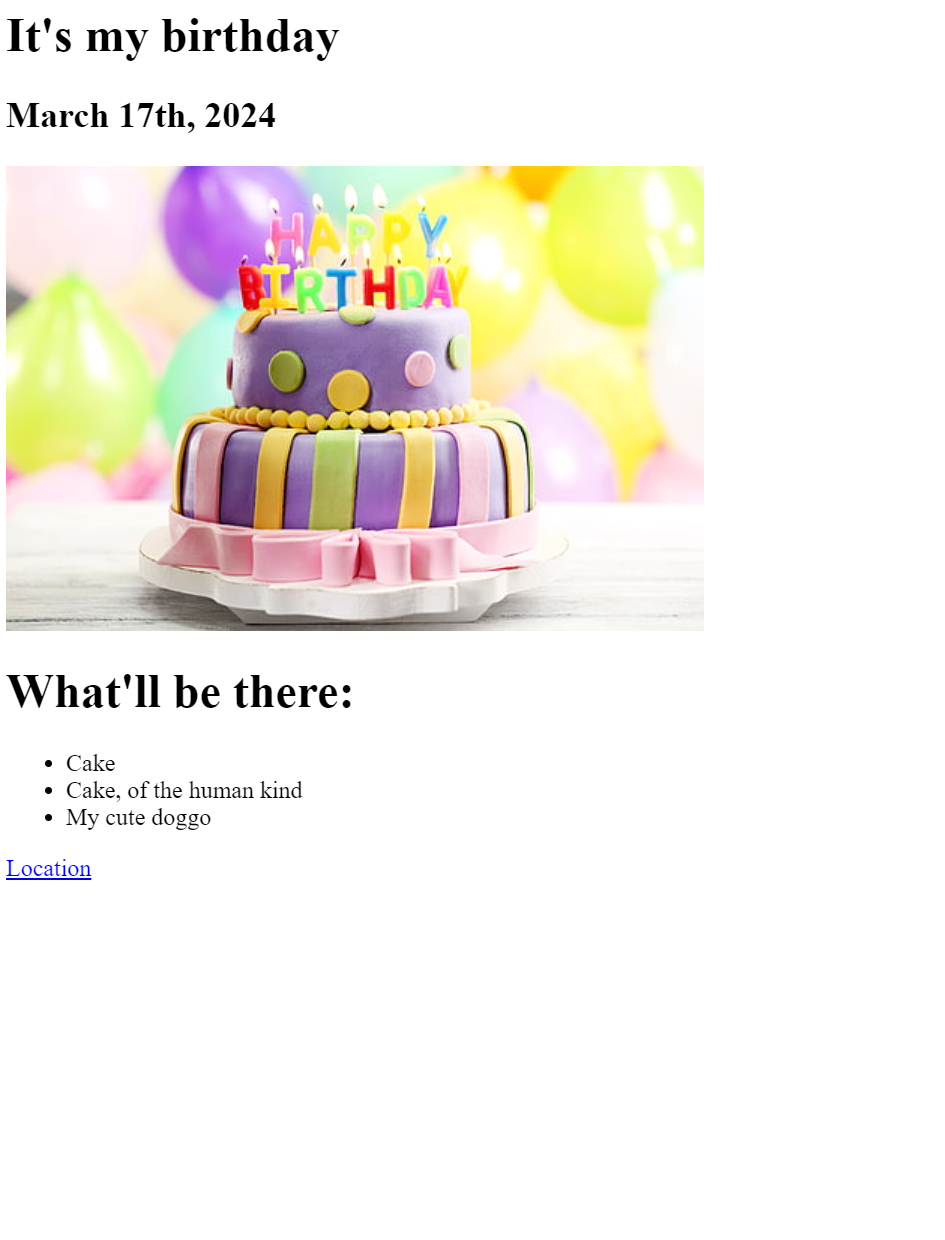 It's my birthday
March 17th, 2024
HAPPY
BIRTHDAY
What'll be there:
Cake
Cake, of the human kind
My cute doggo
Location